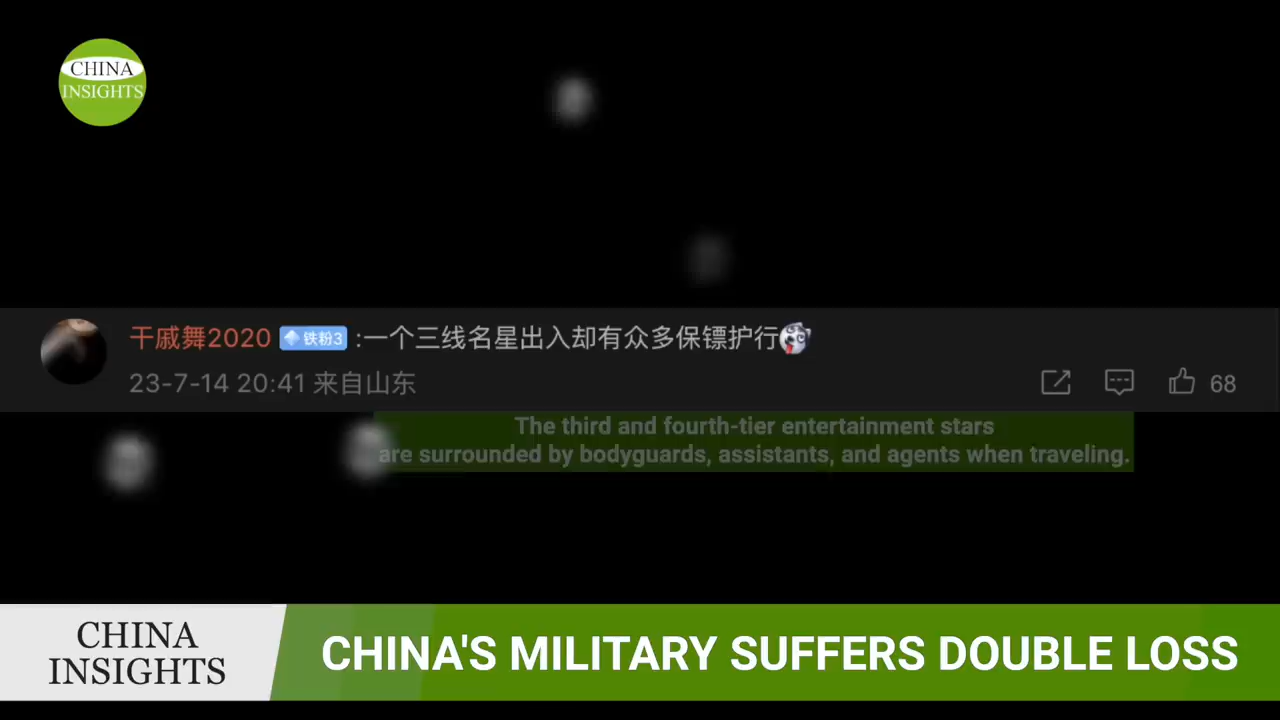 CHINA
INSIGHTS
干戚舞2020 铁粉3 :一个三线名星出入却有众多保镖护行
23-7-14 20:41 来自山东
68
The third and fourth-tier entertainment stars
are surrounded by bodyguards, assistants, and agents when traveling.
CHINA
INSIGHTS
CHINA'S MILITARY SUFFERS DOUBLE LOSS